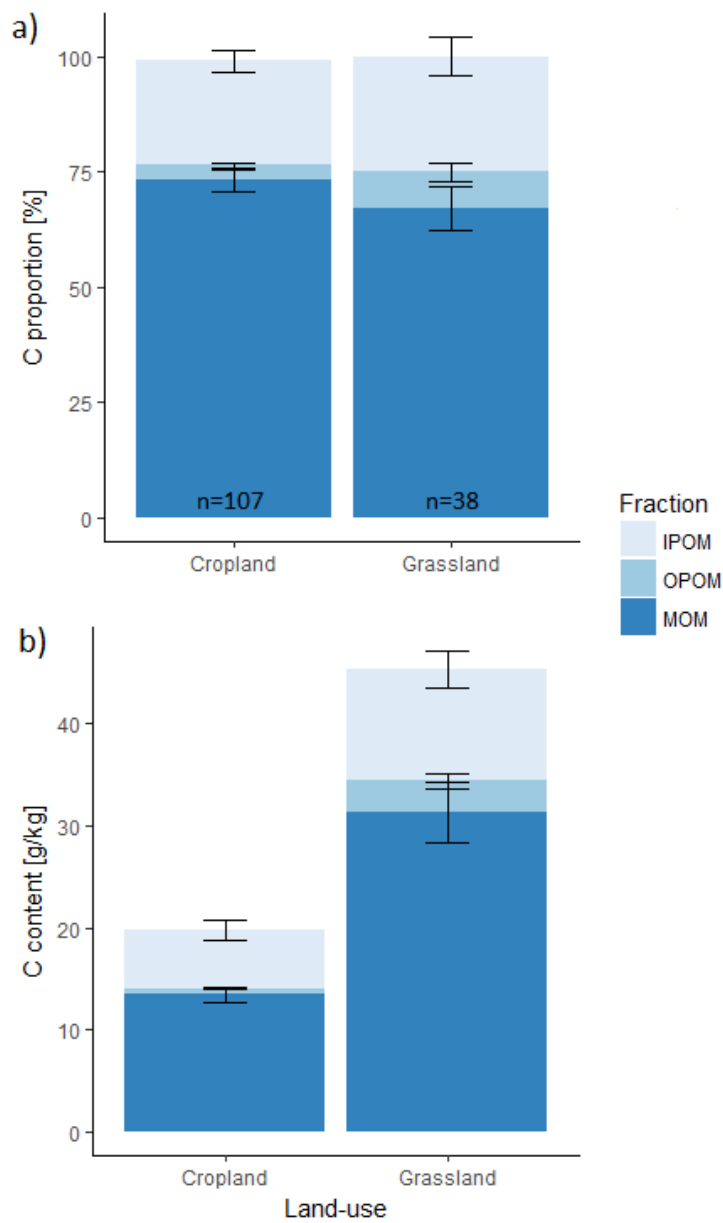 a)
C proportion [%]
100
75
50
25
0
n=107
n=38
Cropland
Grassland
Fraction
IPOM
OPOM
MOM
b)
C content [g/kg]
40
30
20
10
0
Cropland
Grassland
Land-use